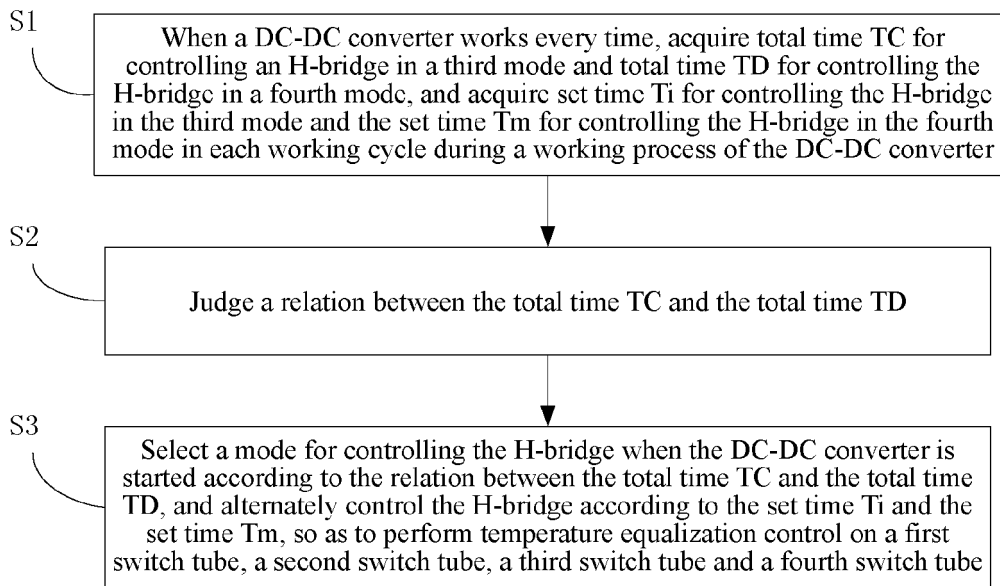 S1
When a DC-DC converter works every time, acquire total time TC for
controlling an H-bridge in a third mode and total time TD for controlling the
H-bridge in a fourth mode, and acquire set time Ti for controlling the H-bridge
in the third mode and the set time Tm for controlling the H-bridge in the fourth
mode in each working cycle during a working process of the DC-DC converter
S2
Judge a relation between the total time TC and the total time TD
S3
Select a mode for controlling the H-bridge when the DC-DC converter is
started according to the relation between the total time TC and the total time
TD, and alternately control the H-bridge according to the set time Ti and the
set time Tm, so as to perform temperature equalization control on a first
switch tube, a second switch tube, a third switch tube and a fourth switch tube